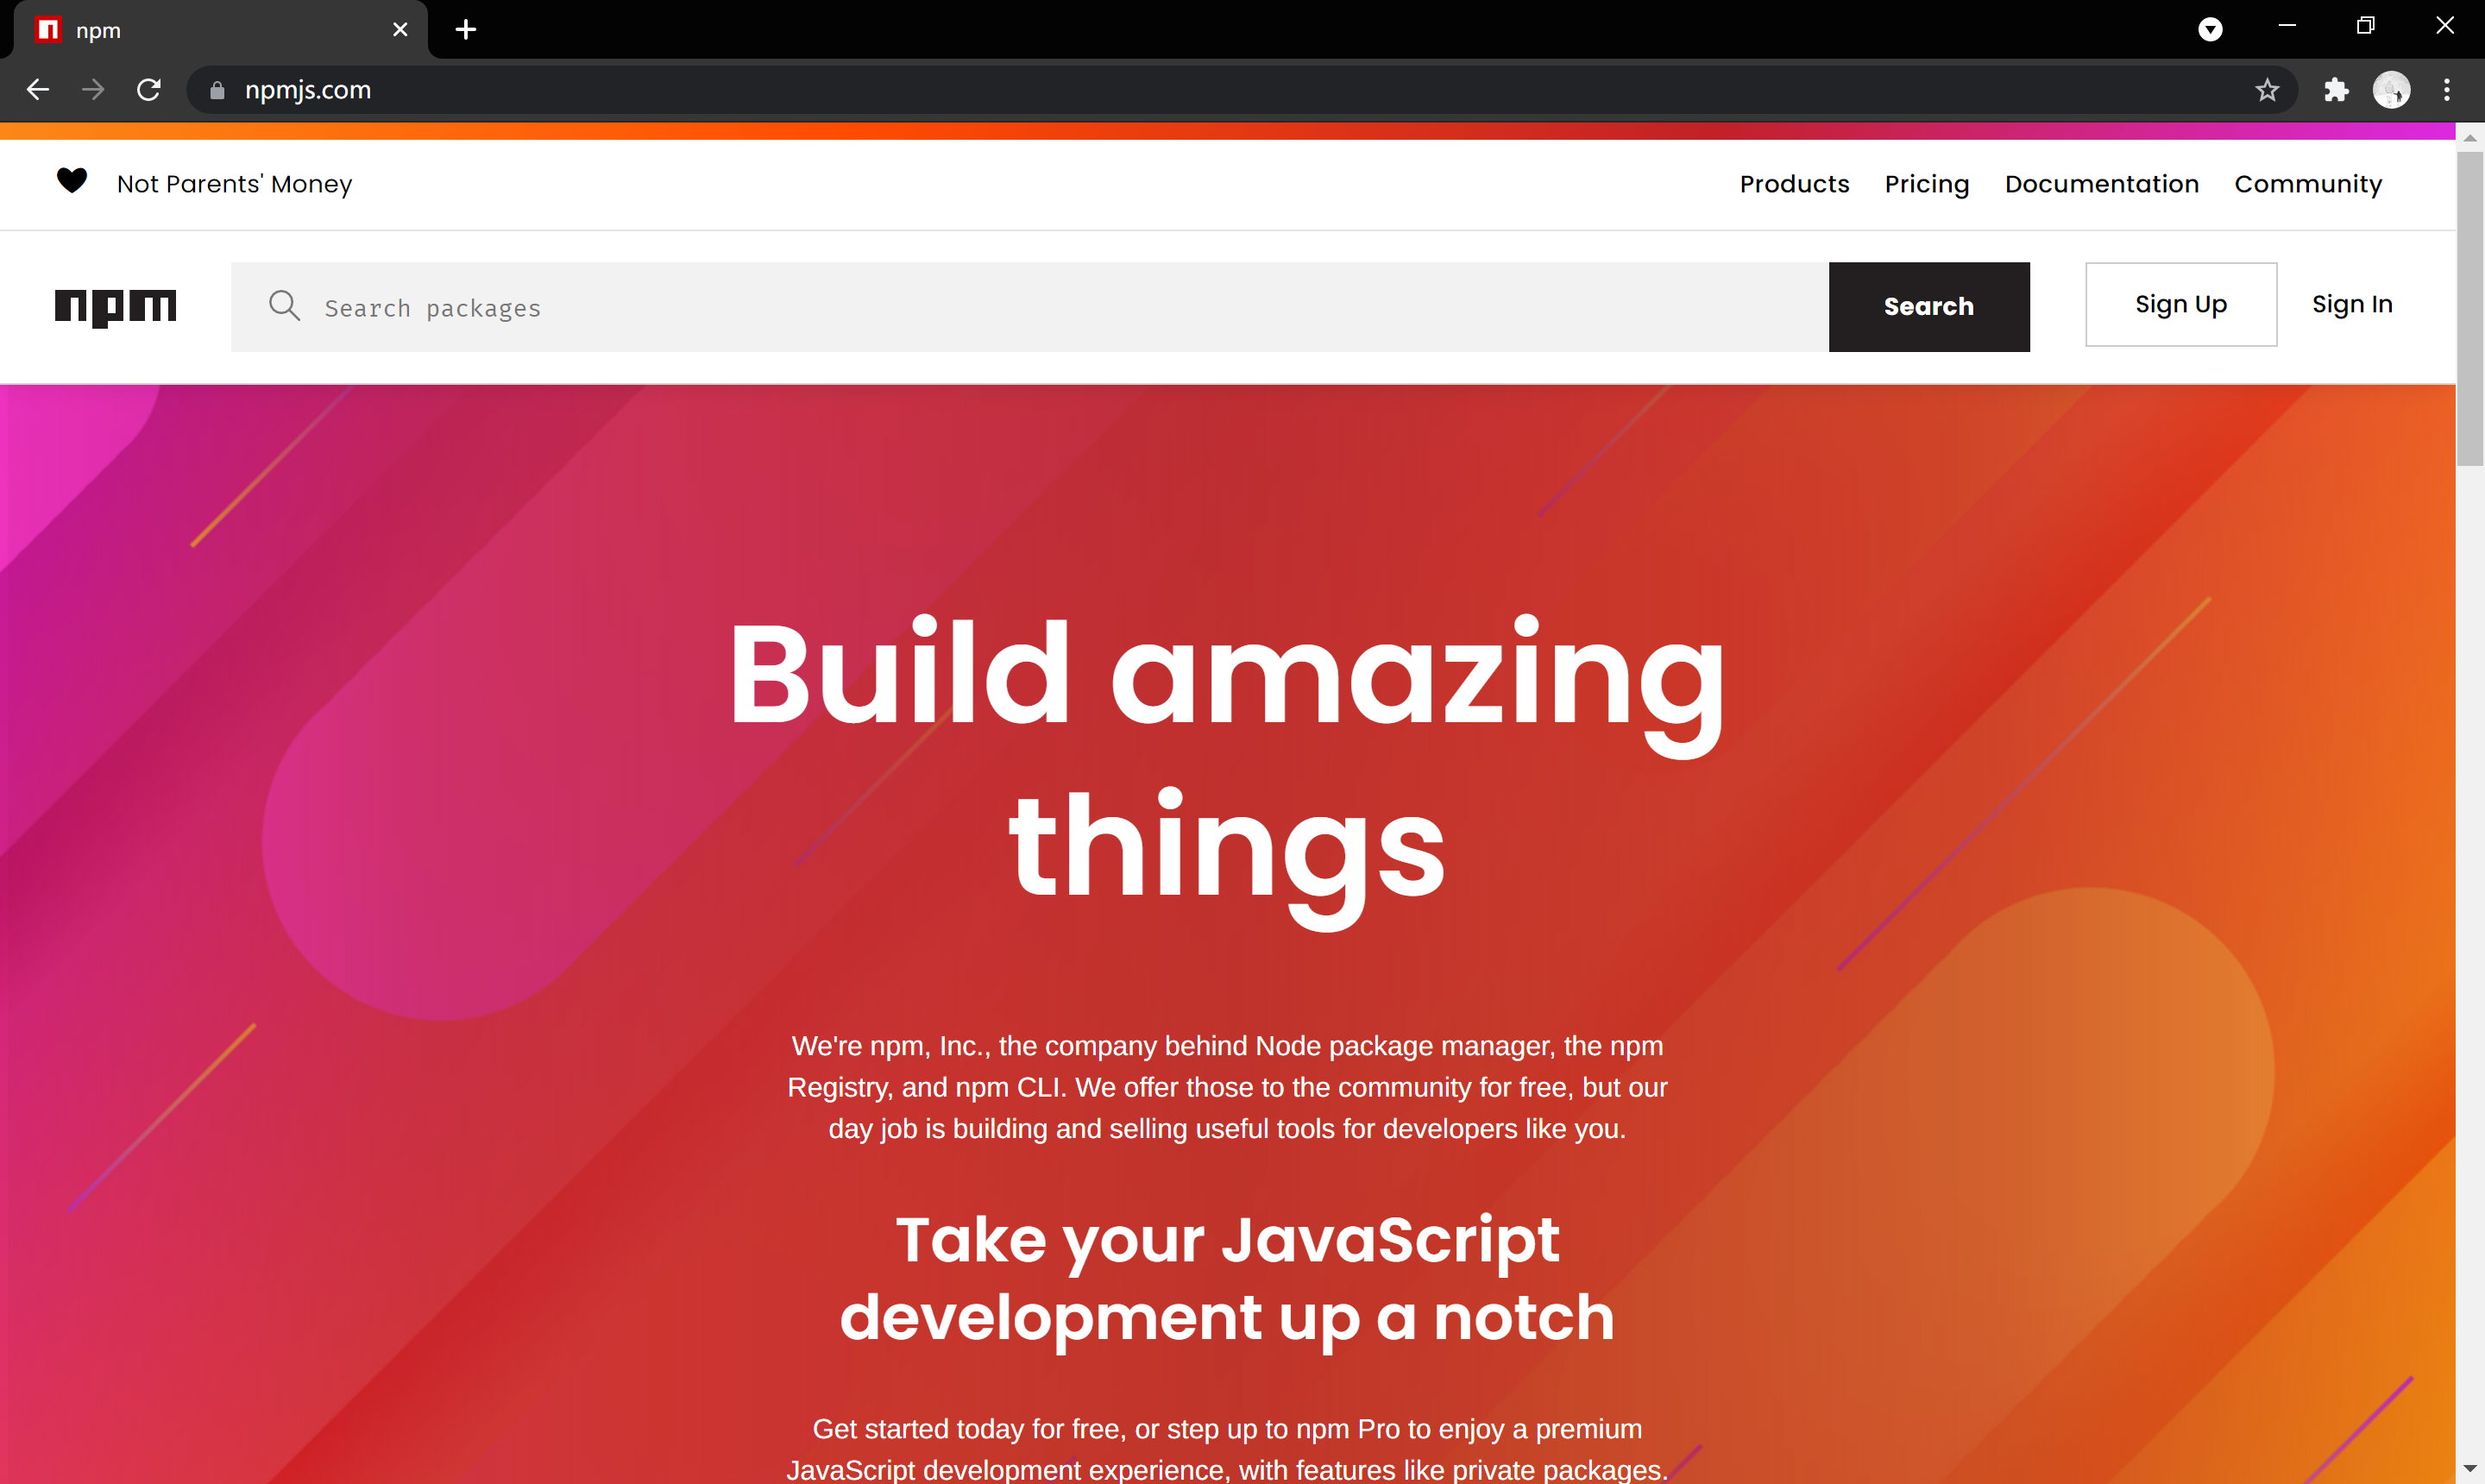 npm
npmjs.com
Not Parents' Money
Products Pricing Documentation Community
npm
Search packages
Search
Sign Up
Sign In
Build amazing
things
We're npm, Inc., the company behind Node package manager, the npm
Registry, and npm CLI. We offer those to the community for free, but our
day job is building and selling useful tools for developers like you.
Take your JavaScript
development up a notch
Get started today for free, or step up to npm Pro to enjoy a premium
JavaScript development experience, with features like private packages.